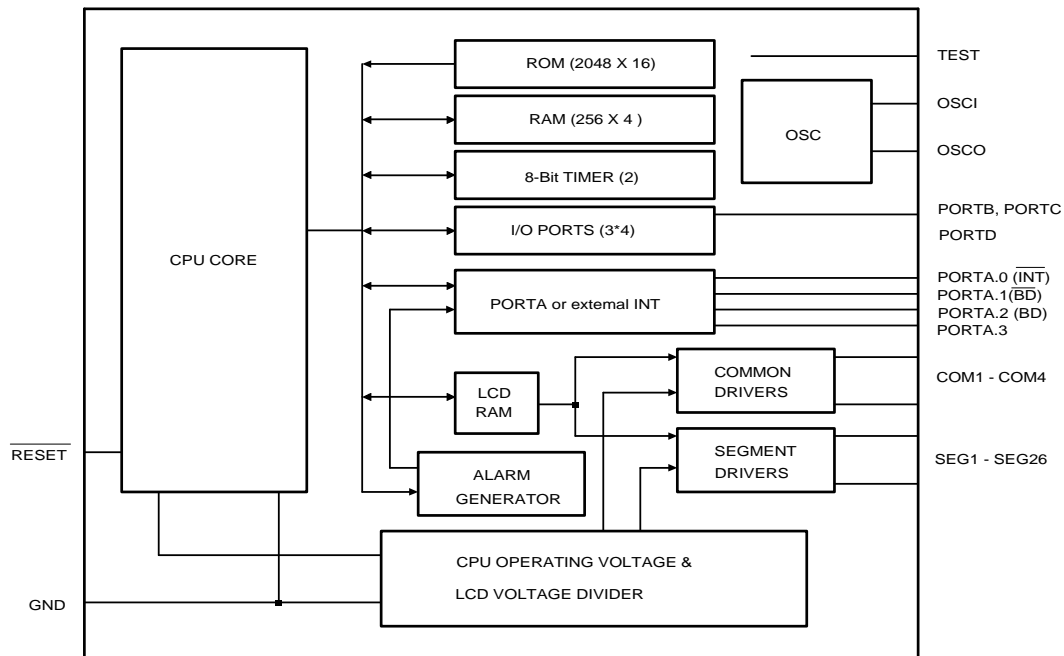 ROM (2048 X 16)
TEST
RAM (256 X 4 )
OSC
OSCI
OSCO
8-Bit TIMER (2)
I/O PORTS (3*4)
PORTB, PORTC
PORTD
CPU CORE
PORTA or external INT
PORTA.0 (INT)
PORTA.1(BD)
PORTA.2 (BD)
PORTA.3
LCD
RAM
COMMON
DRIVERS
COM1 - COM4
RESET
ALARM
GENERATOR
SEGMENT
DRIVERS
SEG1 - SEG26
CPU OPERATING VOLTAGE &
LCD VOLTAGE DIVIDER
GND